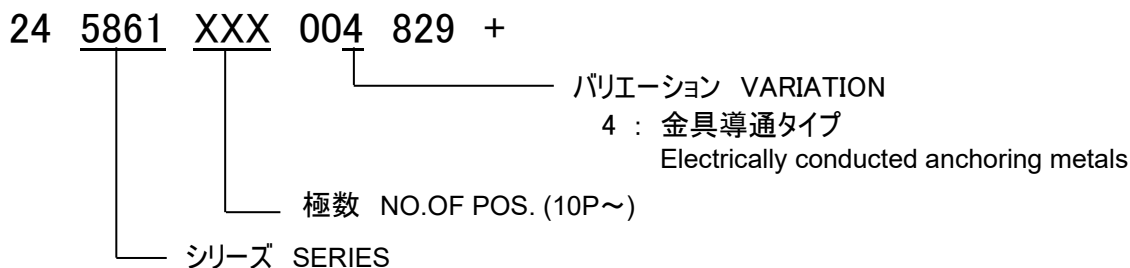 24 5861 XXX 004 829 +
バリエーション VARIATION
4 : 金具導通タイプ
Electrically conducted anchoring metals
極数 NO.OF POS. (10P～)
シリーズ SERIES